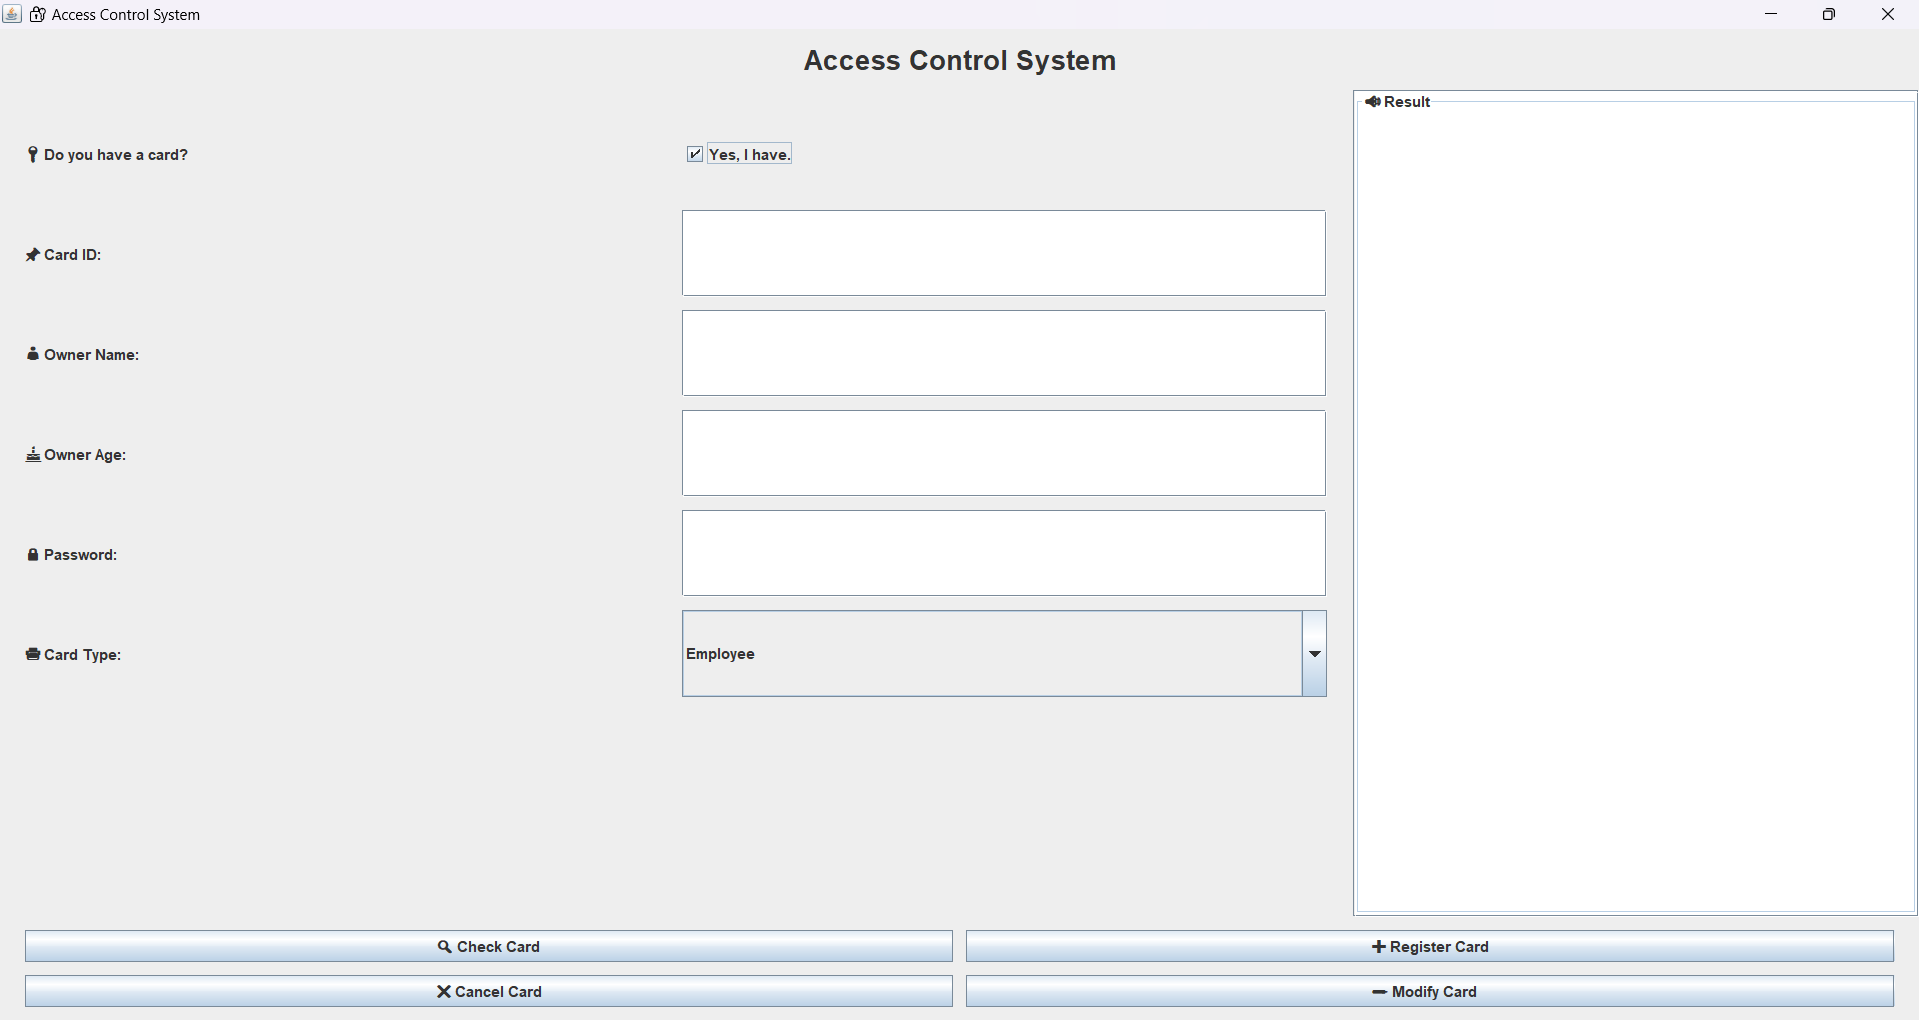 Access Control System
Access Control System
Do you have a card?
Yes, I have.
Card ID:
Owner Name:
Owner Age:
Password:
Card Type:
Employee
Result
Check Card
Register Card
Cancel Card
Modify Card